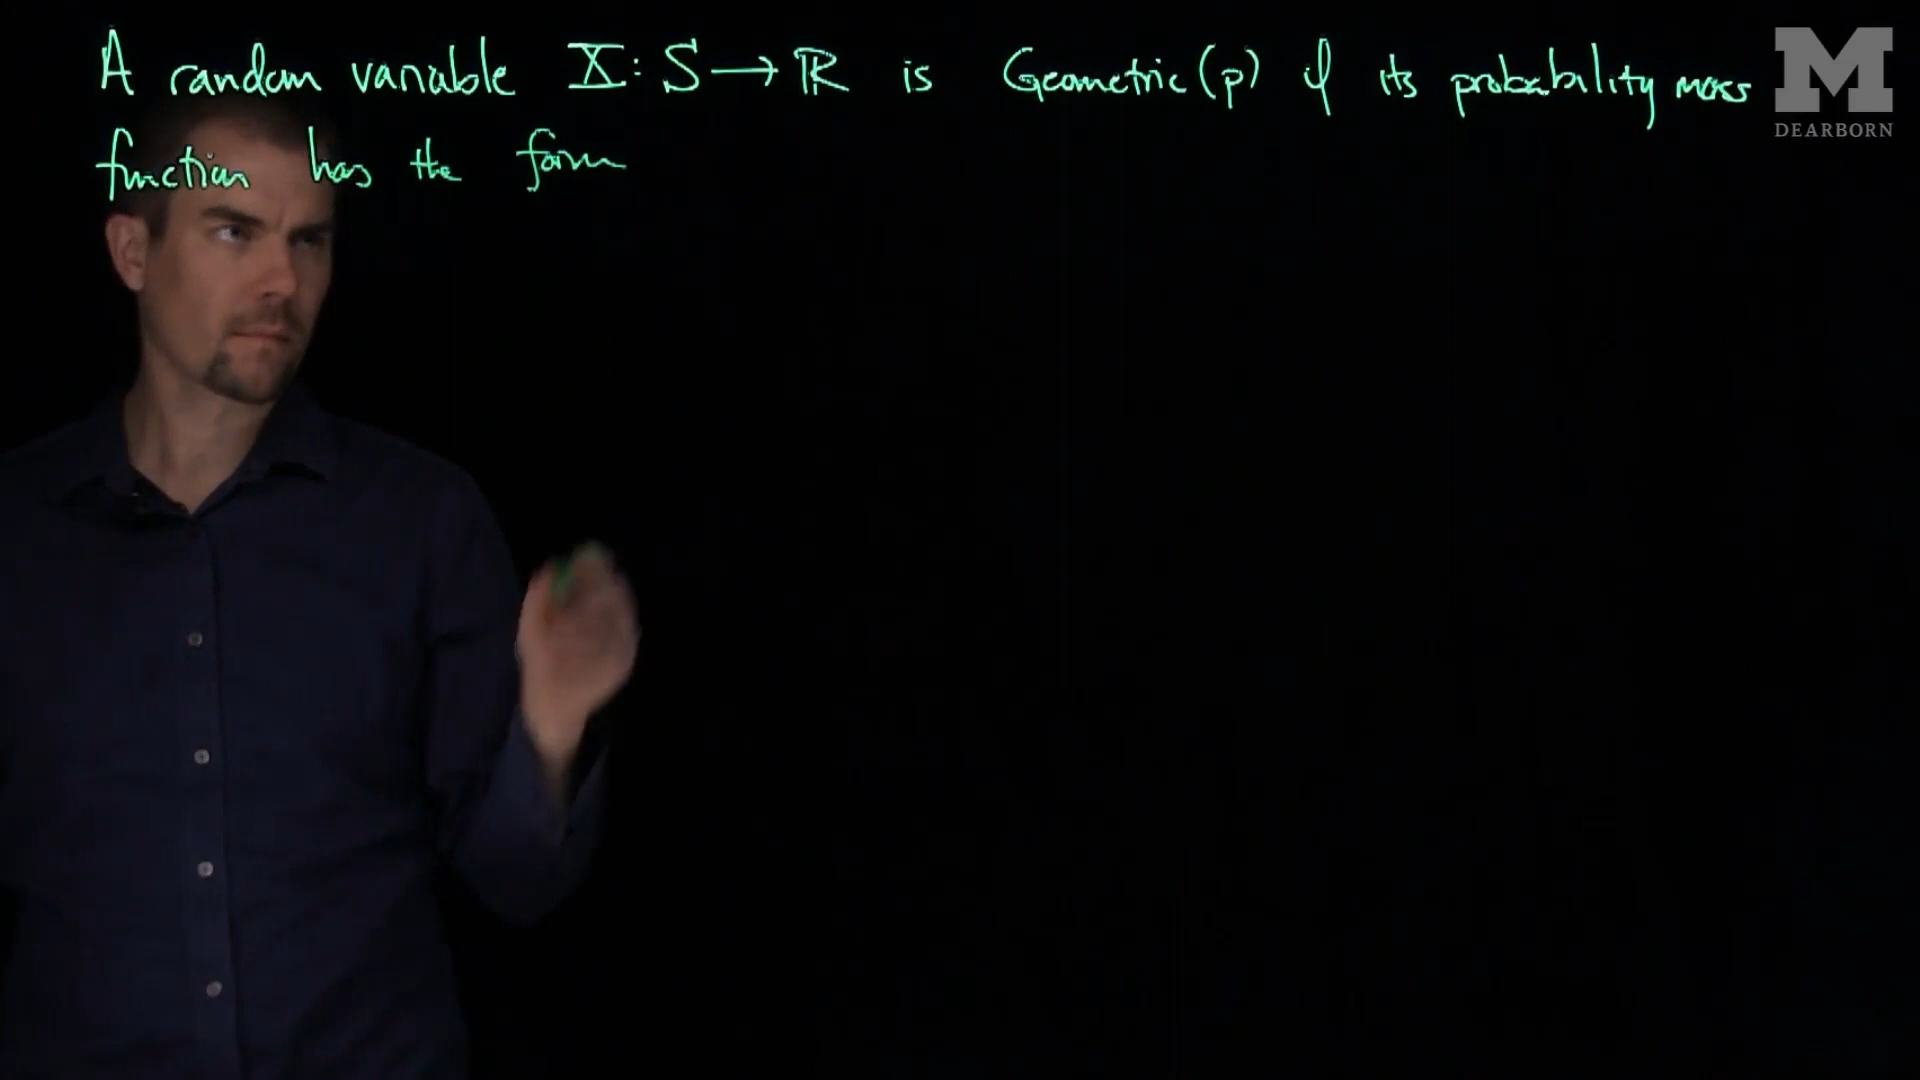 A random variable X: S → ℝ is Geometric(p) if its probability mass
function has the form
M
DEARBORN